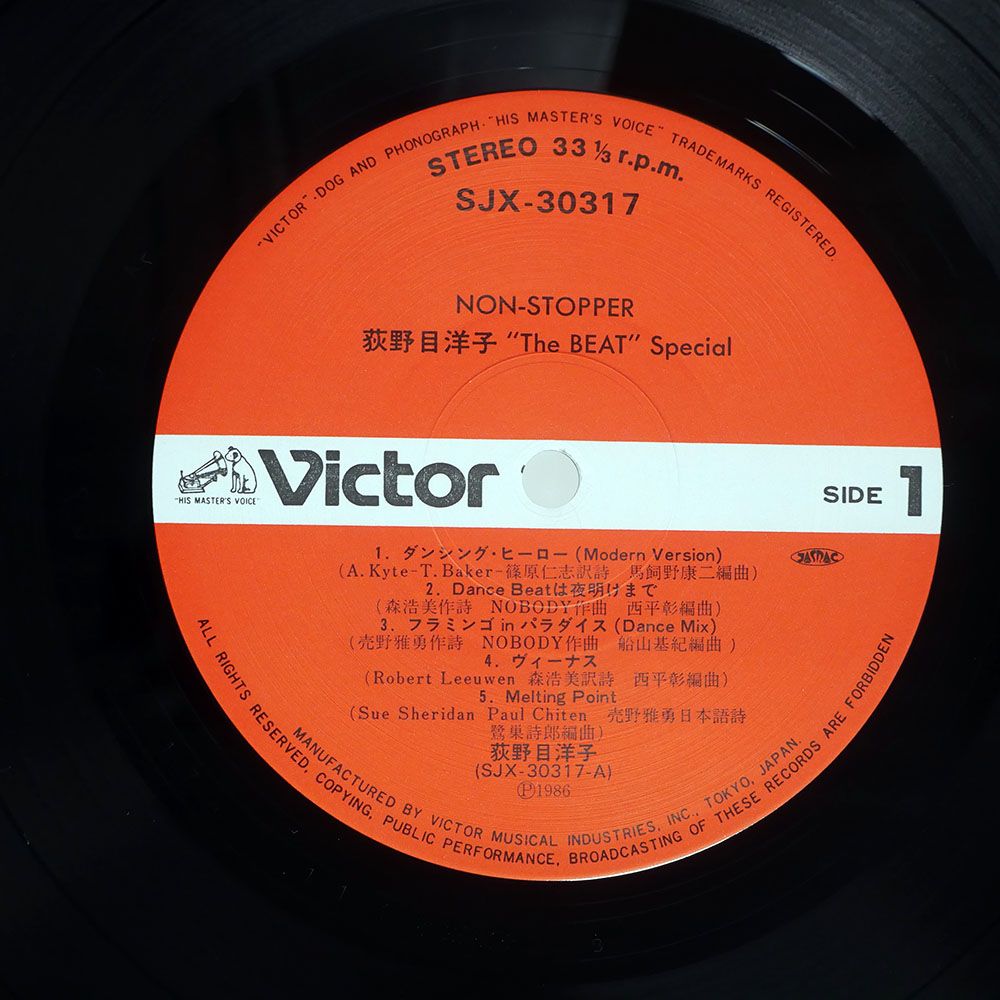 "VICTOR"·DOG AND PHONOGRAPH·"HIS MASTER'S VOICE" TRADEMARKS REGISTERED.
STEREO 33 ⅓ r.p.m.
SJX-30317
NON-STOPPER
荻野目洋子 "The BEAT" Special
"HIS MASTER'S VOICE"
Victor
SIDE 1
1. ダンシング・ヒーロー (Modern Version)
(A. Kyte-T. Baker-篠原仁志訳詩 馬飼野康二編曲)
2. Dance Beatは夜明けまで
(森浩美作詩 NOBODY作曲 西平彰編曲)
3. フラミンゴ in パラダイス (Dance Mix)
(売野雅勇作詩 NOBODY作曲 船山基紀編曲)
4. ヴィーナス
(Robert Leeuwen 森浩美訳詩 西平彰編曲)
5. Melting Point
(Sue Sheridan Paul Chiten 売野雅勇日本語詩
鷺巣詩郎編曲)
荻野目洋子
(SJX-30317-A)
Ⓟ1986
JASRAC
MANUFACTURED BY VICTOR MUSICAL INDUSTRIES, INC., TOKYO, JAPAN.
ALL RIGHTS RESERVED, COPYING, PUBLIC PERFORMANCE, BROADCASTING OF THESE RECORDS ARE FORBIDDEN